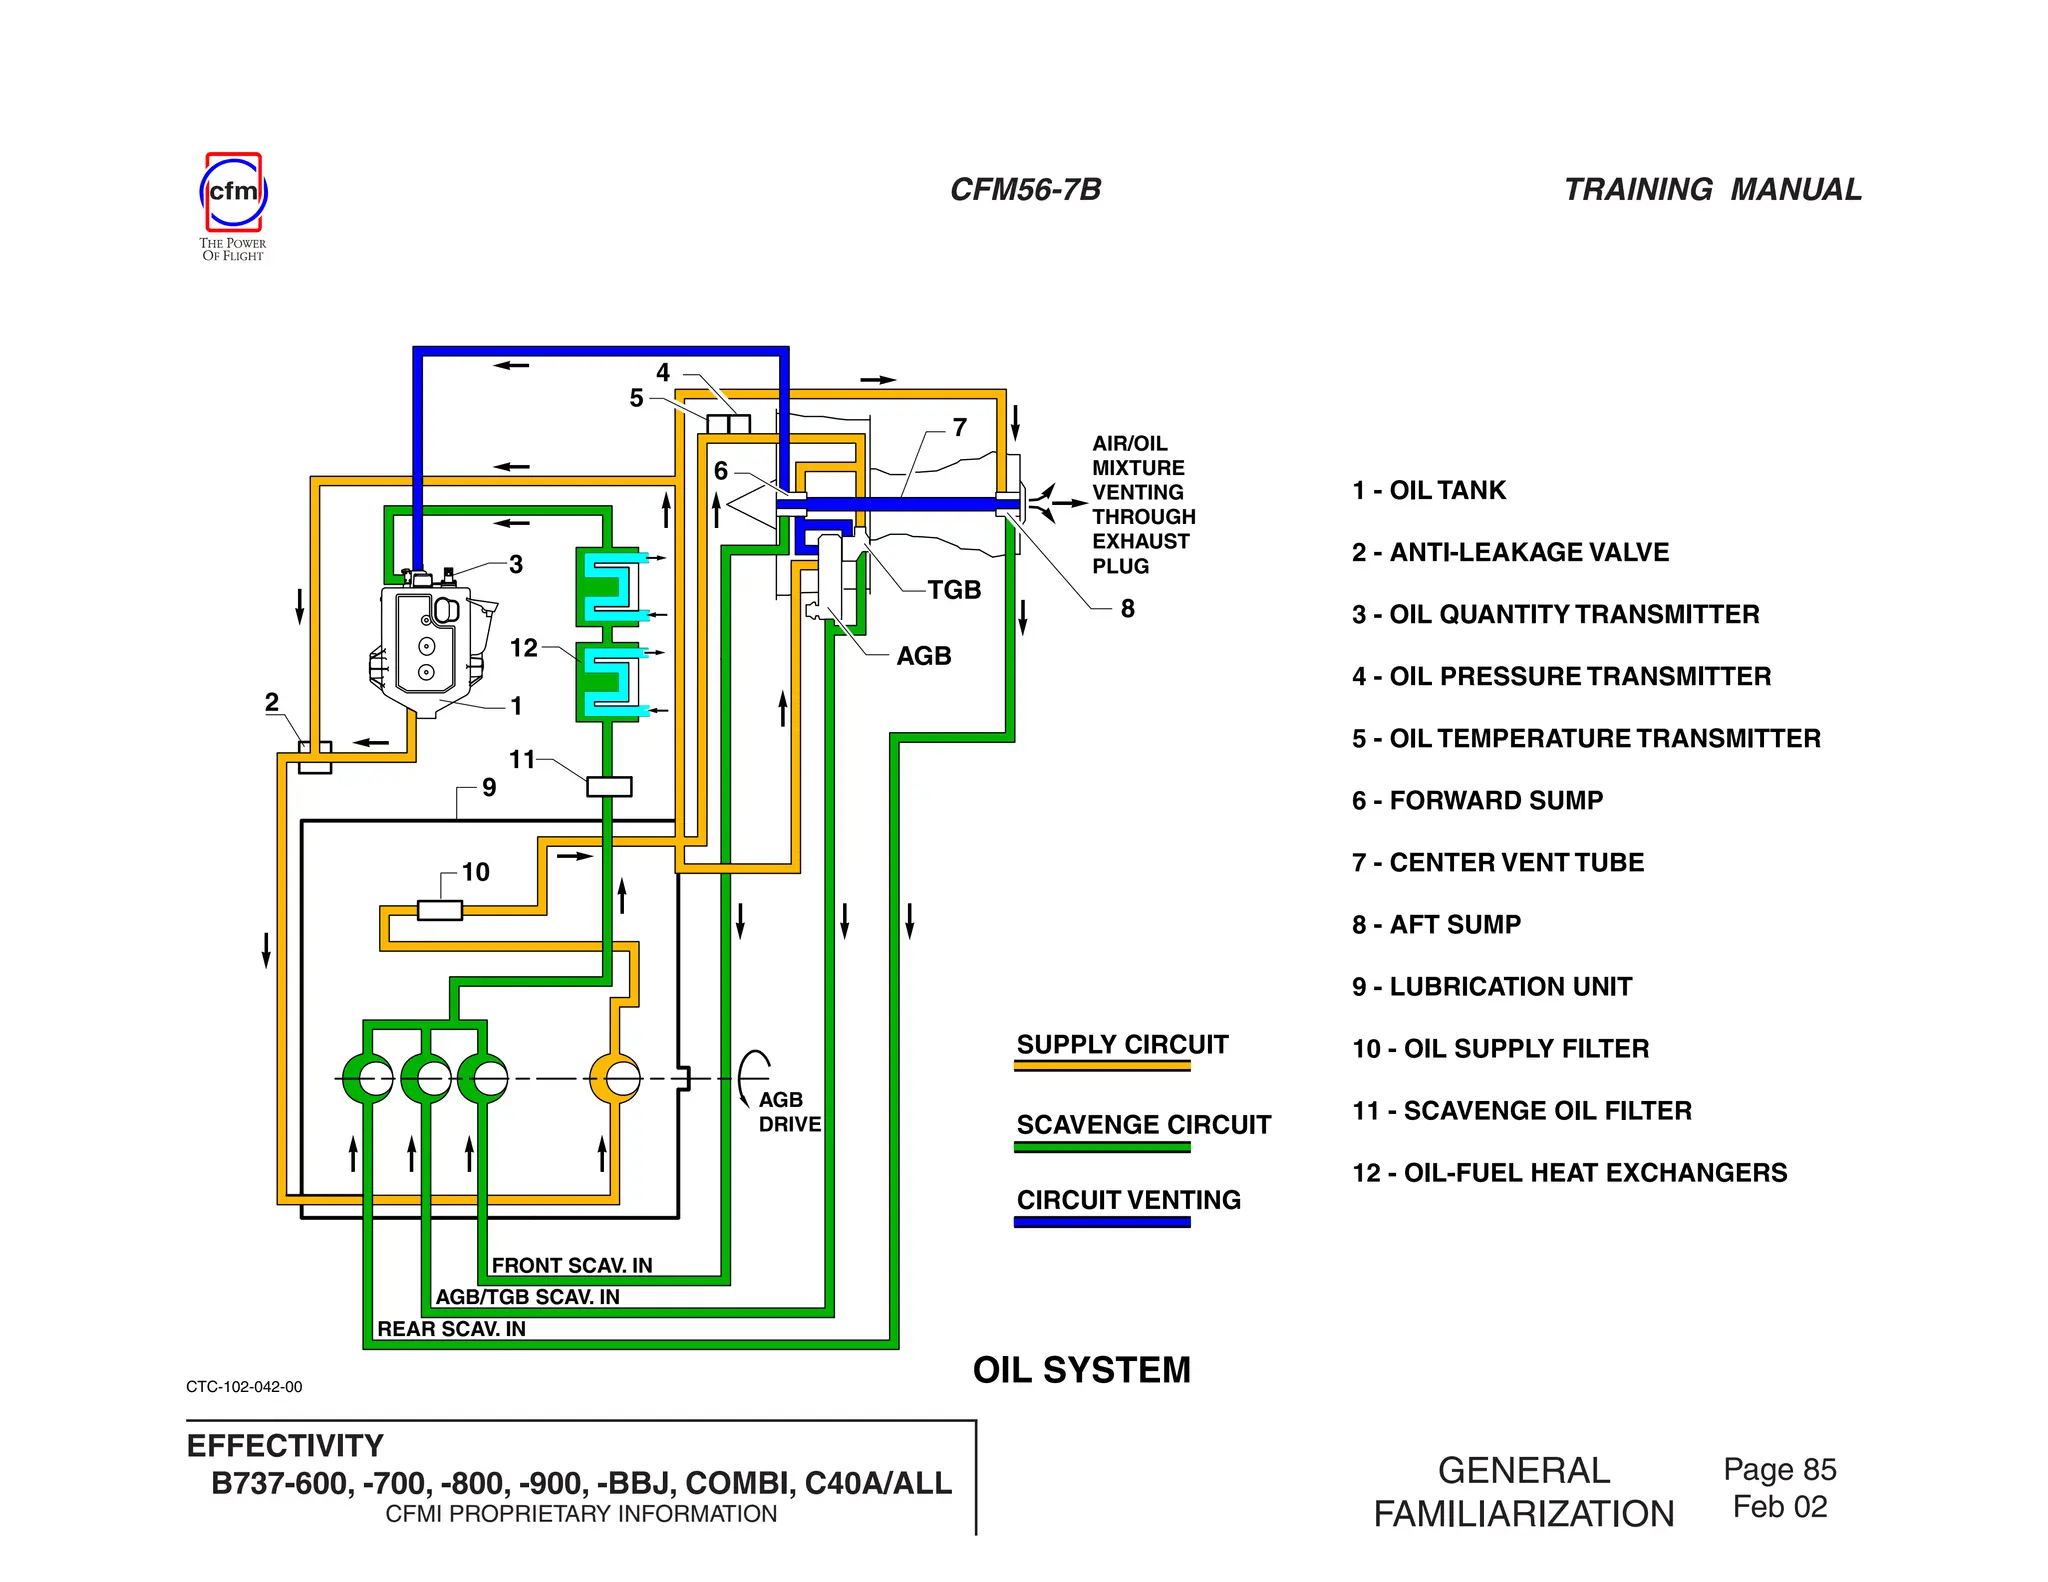 cfm
THE POWER
OF FLIGHT
CFM56-7B
TRAINING MANUAL
4
5
7
6
AIR/OIL
MIXTURE
VENTING
THROUGH
EXHAUST
PLUG
3
TGB
8
12
AGB
2
1
11
9
10
AGB
DRIVE
FRONT SCAV. IN
AGB/TGB SCAV. IN
REAR SCAV. IN
SUPPLY CIRCUIT
SCAVENGE CIRCUIT
CIRCUIT VENTING
1 - OIL TANK
2 - ANTI-LEAKAGE VALVE
3 - OIL QUANTITY TRANSMITTER
4 - OIL PRESSURE TRANSMITTER
5 - OIL TEMPERATURE TRANSMITTER
6 - FORWARD SUMP
7 - CENTER VENT TUBE
8 - AFT SUMP
9 - LUBRICATION UNIT
10 - OIL SUPPLY FILTER
11 - SCAVENGE OIL FILTER
12 - OIL-FUEL HEAT EXCHANGERS
CTC-102-042-00
OIL SYSTEM
EFFECTIVITY
B737-600, -700, -800, -900, -BBJ, COMBI, C40A/ALL
CFMI PROPRIETARY INFORMATION
GENERAL
FAMILIARIZATION
Page 85
Feb 02